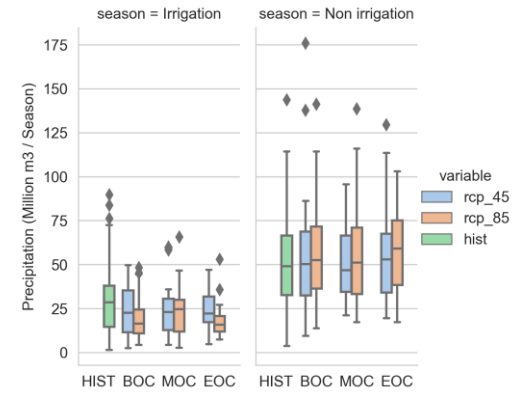 season = Irrigation
season = Non irrigation
Precipitation (Million m3 / Season)
175
150
125
100
75
50
25
0
HIST BOC MOC EOC
HIST BOC MOC EOC
variable
rcp_45
rcp_85
hist